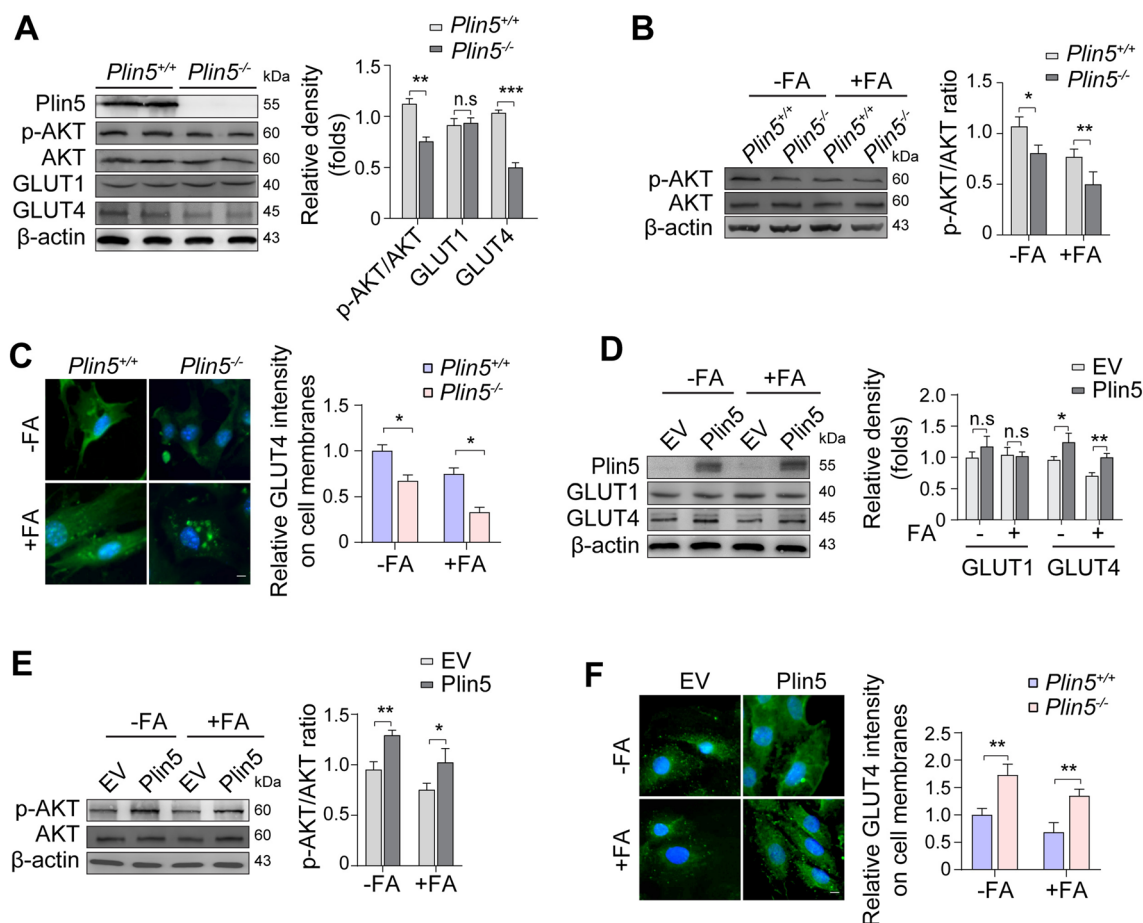 A
Plin5+/+ Plin5-/- kDa
Plin5 55
p-AKT 60
AKT 60
GLUT1 40
GLUT4 45
β-actin 43
Plin5+/+
Plin5-/-
Relative density
(folds)
1.5
1.0
0.5
0
** n.s ***
p-AKT/AKT
GLUT1
GLUT4
B
-FA +FA
Plin5+/+ Plin5-/- Plin5+/+ Plin5-/-
kDa
p-AKT 60
AKT 60
β-actin 43
Plin5+/+
Plin5-/-
p-AKT/AKT ratio
1.5
1.0
0.5
0
* **
-FA +FA
C
Plin5+/+ Plin5-/-
-FA
+FA
Relative GLUT4 intensity
on cell membranes
Plin5+/+
Plin5-/-
1.5
1.0
0.5
0
* *
-FA +FA
D
-FA +FA
EV Plin5 EV Plin5
kDa
Plin5 55
GLUT1 40
GLUT4 45
β-actin 43
EV
Plin5
Relative density
(folds)
2.0
1.5
1.0
0.5
0.0
n.s n.s * **
FA - + - +
GLUT1 GLUT4
E
-FA +FA
EV Plin5 EV Plin5
kDa
p-AKT 60
AKT 60
β-actin 43
EV
Plin5
p-AKT/AKT ratio
1.5
1.0
0.5
0.0
** *
-FA +FA
F
EV Plin5
-FA
+FA
Relative GLUT4 intensity
on cell membranes
Plin5+/+
Plin5-/-
2.5
2.0
1.5
1.0
0.5
0
** **
-FA +FA